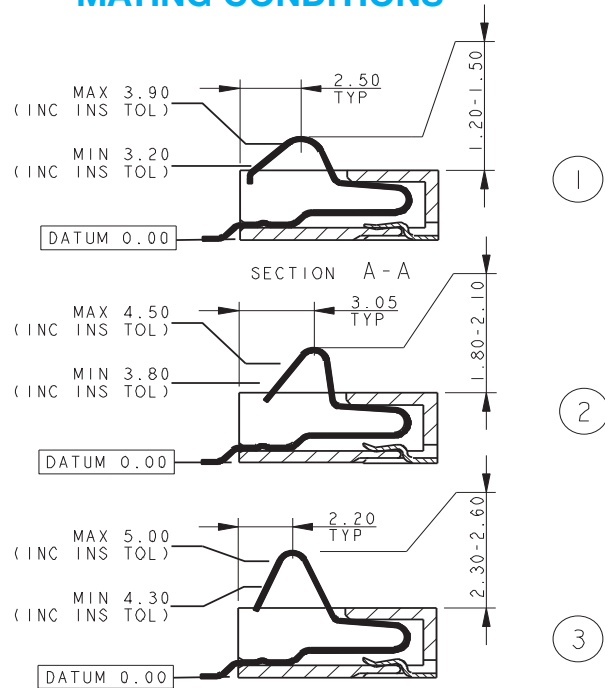 MATING CONDITIONS
2.50
TYP
MAX 3.90
(INC INS TOL)
1.20-1.50
MIN 3.20
(INC INS TOL)
1
DATUM 0.00
SECTION A-A
3.05
TYP
MAX 4.50
(INC INS TOL)
1.80-2.10
MIN 3.80
(INC INS TOL)
2
DATUM 0.00
2.20
TYP
MAX 5.00
(INC INS TOL)
2.30-2.60
MIN 4.30
(INC INS TOL)
3
DATUM 0.00